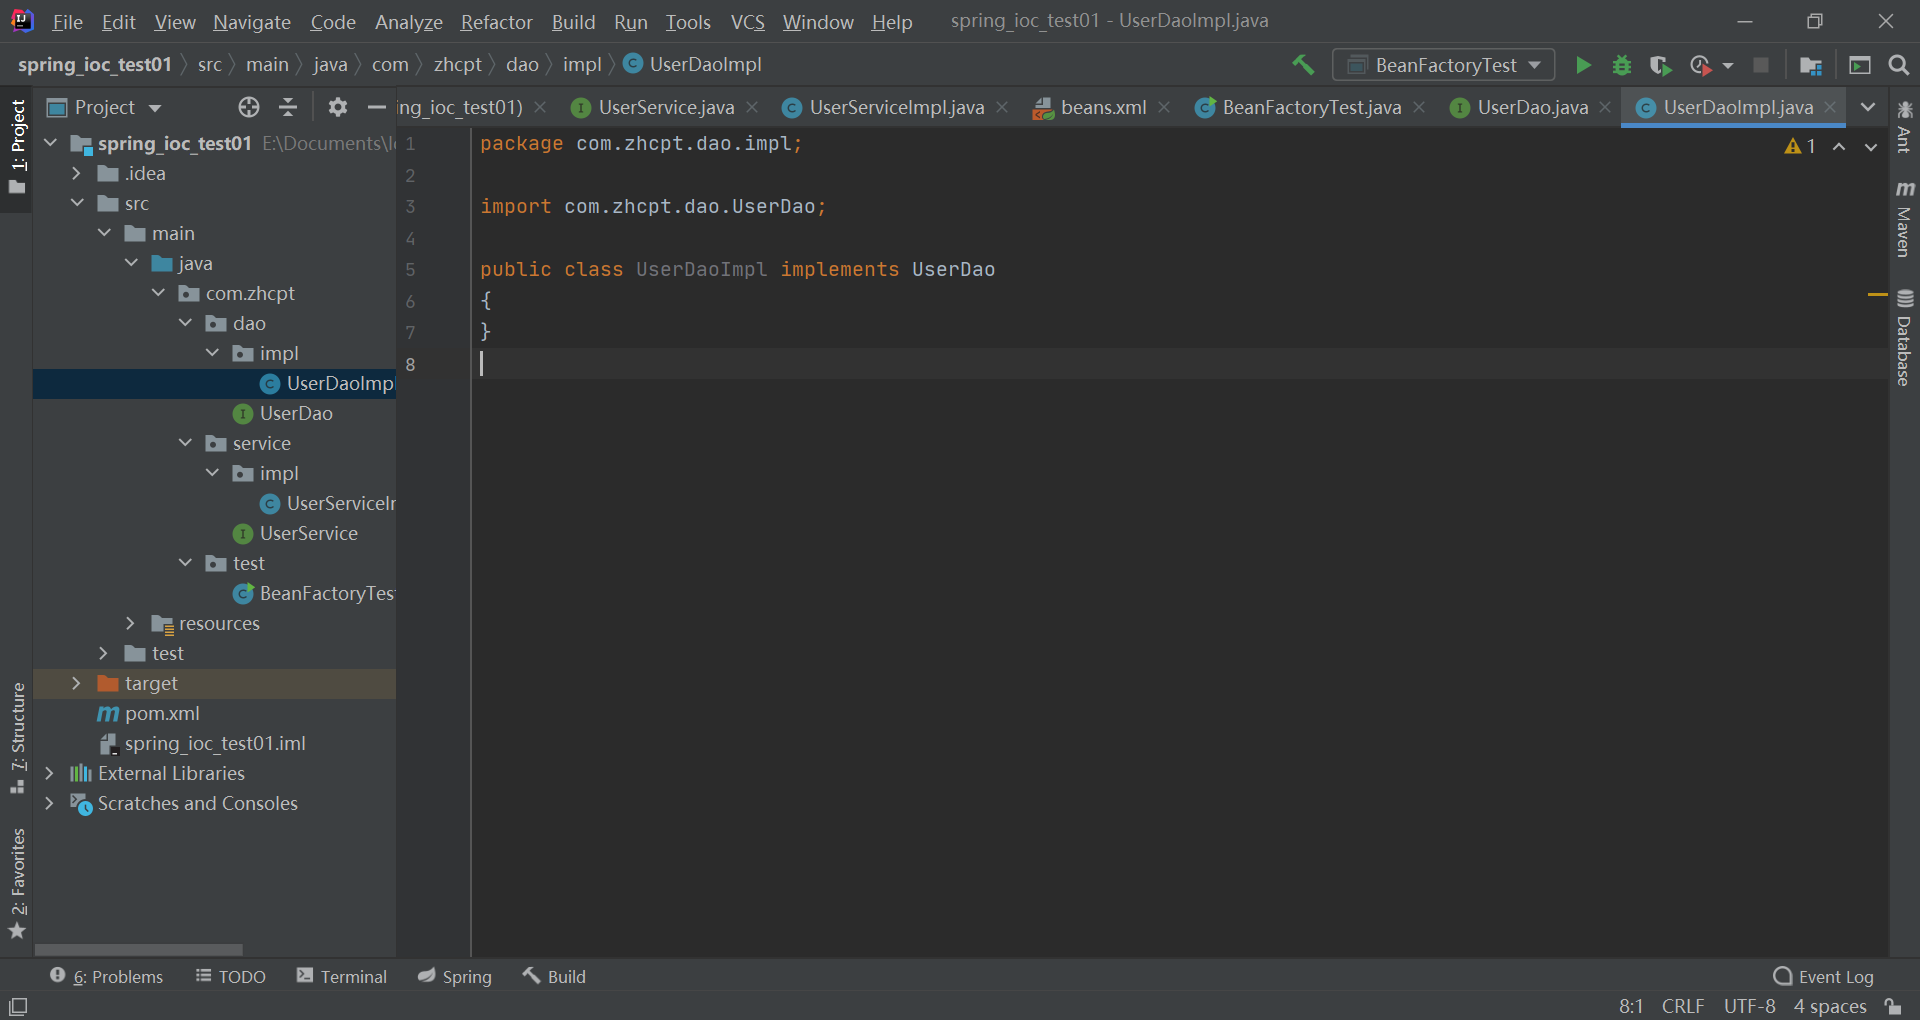 File Edit View Navigate Code Analyze Refactor Build Run Tools VCS Window Help spring_ioc_test01 - UserDaoImpl.java
spring_ioc_test01 src main java com zhcpt dao impl UserDaoImpl BeanFactoryTest
1: Project
Project
ing_ioc_test01) UserService.java UserServiceImpl.java beans.xml BeanFactoryTest.java UserDao.java UserDaoImpl.java
spring_ioc_test01 E:\Documents\I
.idea
src
main
java
com.zhcpt
dao
impl
UserDaoImpl
UserDao
service
impl
UserServiceIr
UserService
test
BeanFactoryTes
resources
test
target
pom.xml
spring_ioc_test01.iml
External Libraries
Scratches and Consoles
1 package com.zhcpt.dao.impl;
2
3 import com.zhcpt.dao.UserDao;
4
5 public class UserDaoImpl implements UserDao
6 {
7 }
8
1
Ant
Maven
Database
7: Structure
2: Favorites
6: Problems TODO Terminal Spring Build Event Log
8:1 CRLF UTF-8 4 spaces